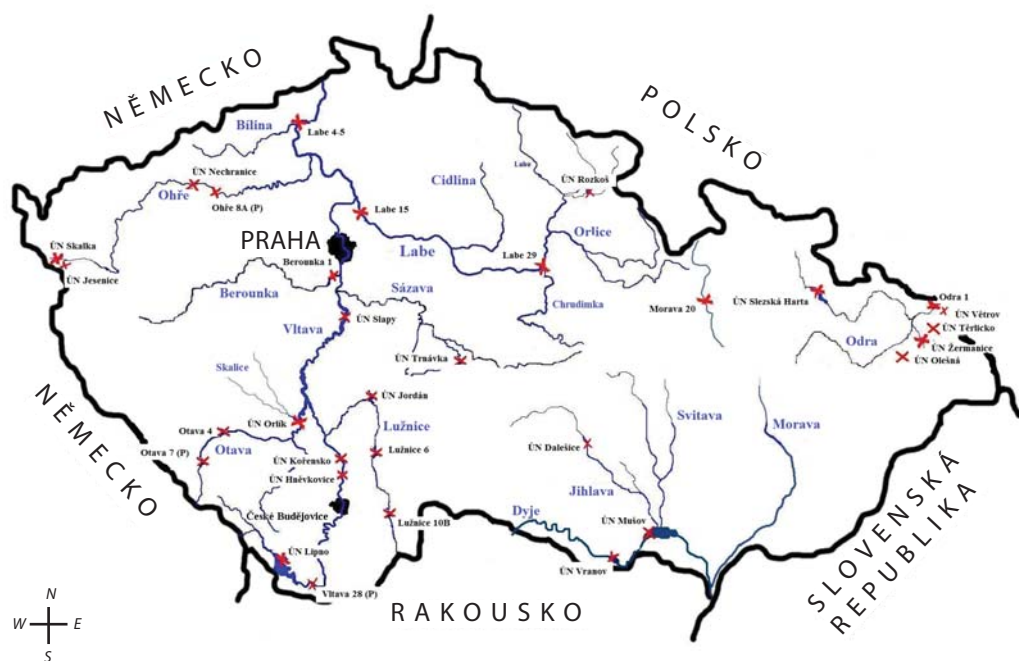 NĚMECKO
POLSKO
Bílina
Labe 4-5
ÚN Nechranice
Ohře
Ohře 8A (P)
Labe
ÚN Rozkoš
Cidlina
Labe 15
Orlice
PRAHA
Labe
Labe 29
ÚN Skalka
ÚN Jesenice
Berounka 1
Berounka
Sázava
Chrudimka
Morava 20
ÚN Slezská Harta
Odra 1
ÚN Větrov
ÚN Těrlicko
ÚN Žermanice
ÚN Olešná
Odra
Vltava
ÚN Slapy
ÚN Trnávka
Skalice
ÚN Jordán
ÚN Orlík
Lužnice
Svitava
Morava
Otava 4
Otava
Otava 7 (P)
ÚN Kořensko
ÚN Hněvkovice
Lužnice 6
ÚN Dalešice
NĚMECKO
Jihlava
České Budějovice
Lužnice 10B
Dyje
ÚN Mušov
ÚN Lipno
ÚN Vranov
Vltava 28 (P)
RAKOUSKO
SLOVENSKÁ
REPUBLIKA
N
W E
S